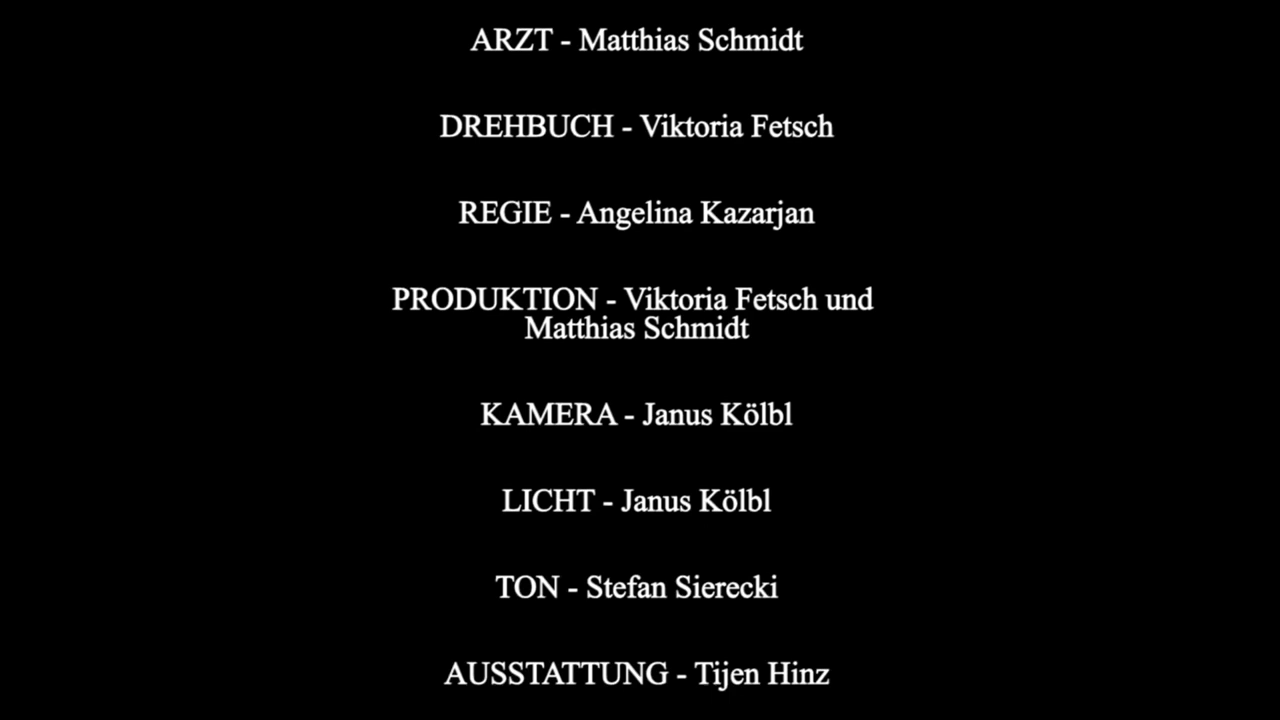 ARZT - Matthias Schmidt
DREHBUCH - Viktoria Fetsch
REGIE - Angelina Kazarjan
PRODUKTION - Viktoria Fetsch und
Matthias Schmidt
KAMERA - Janus Kölbl
LICHT - Janus Kölbl
TON - Stefan Sierecki
AUSSTATTUNG - Tijen Hinz